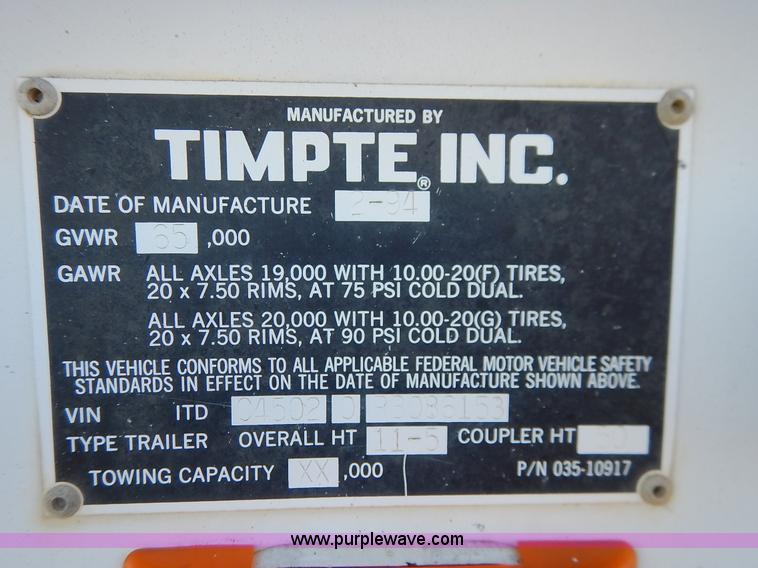 MANUFACTURED BY
TIMPTE® INC.
DATE OF MANUFACTURE 2-94
GVWR 65 ,000
GAWR ALL AXLES 19,000 WITH 10.00-20(F) TIRES,
20 x 7.50 RIMS, AT 75 PSI COLD DUAL.
ALL AXLES 20,000 WITH 10.00-20(G) TIRES,
20 x 7.50 RIMS, AT 90 PSI COLD DUAL.
THIS VEHICLE CONFORMS TO ALL APPLICABLE FEDERAL MOTOR VEHICLE SAFETY
STANDARDS IN EFFECT ON THE DATE OF MANUFACTURE SHOWN ABOVE.
VIN 1TD C4502
TYPE TRAILER OVERALL HT 11-5 COUPLER HT
TOWING CAPACITY XX ,000 P/N 035-10917
www.purplewave.com